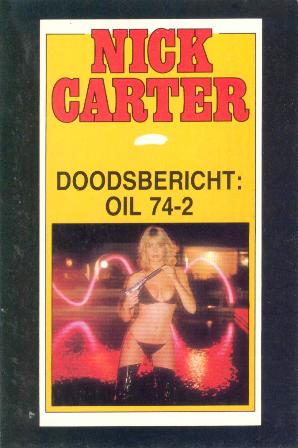 NICK
CARTER
DOODSBERICHT:
OIL 74-2